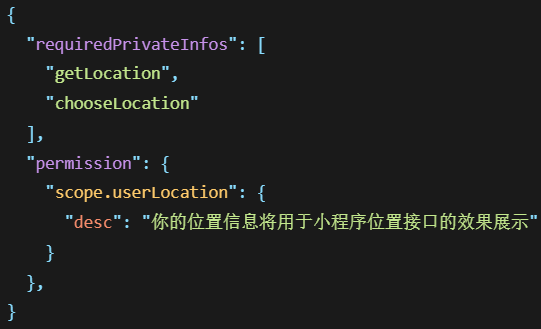 {
"requiredPrivateInfos": [
"getLocation",
"chooseLocation"
],
"permission": {
"scope.userLocation": {
"desc": "你的位置信息将用于小程序位置接口的效果展示"
}
},
}